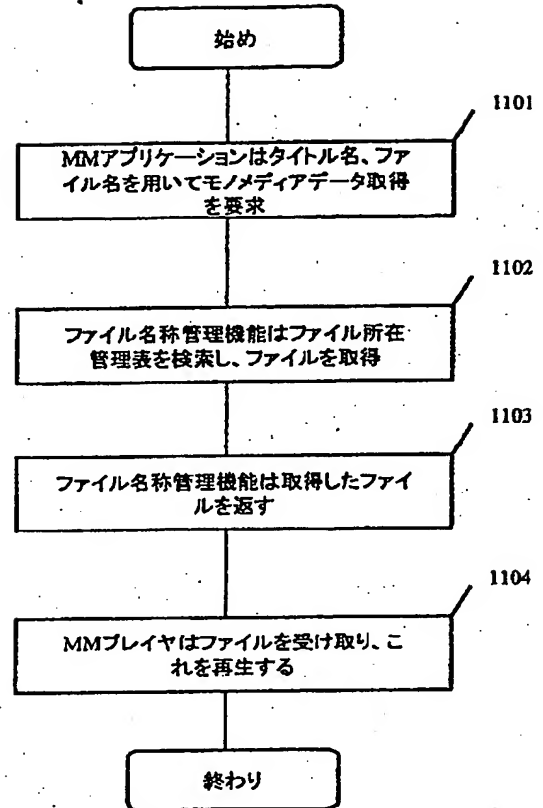 始め
1101
MMアプリケーションはタイトル名、ファ
イル名を用いてモノメディアデータ取得
を要求
1102
ファイル名称管理機能はファイル所在
管理表を検索し、ファイルを取得
1103
ファイル名称管理機能は取得したファイ
ルを返す
1104
MMプレイヤはファイルを受け取り、こ
れを再生する
終わり